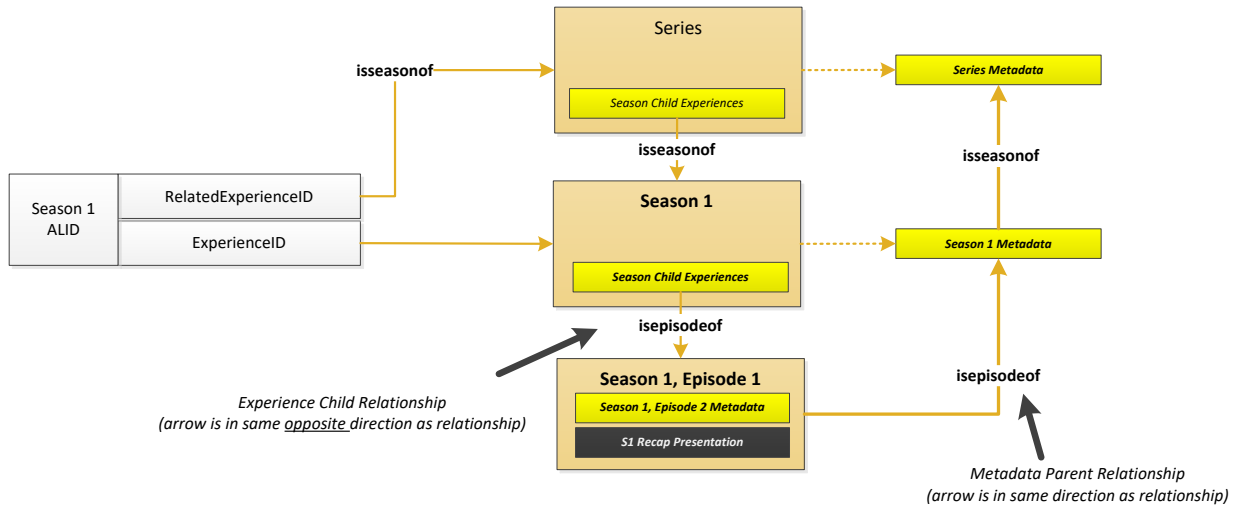 Series
isseasonof
Series Metadata
Season Child Experiences
isseasonof
isseasonof
RelatedExperienceID
Season 1
ALID
Season 1
ExperienceID
Season 1 Metadata
Season Child Experiences
isepisodeof
isepisodeof
Season 1, Episode 1
Season 1, Episode 2 Metadata
S1 Recap Presentation
Experience Child Relationship
(arrow is in same opposite direction as relationship)
Metadata Parent Relationship
(arrow is in same direction as relationship)